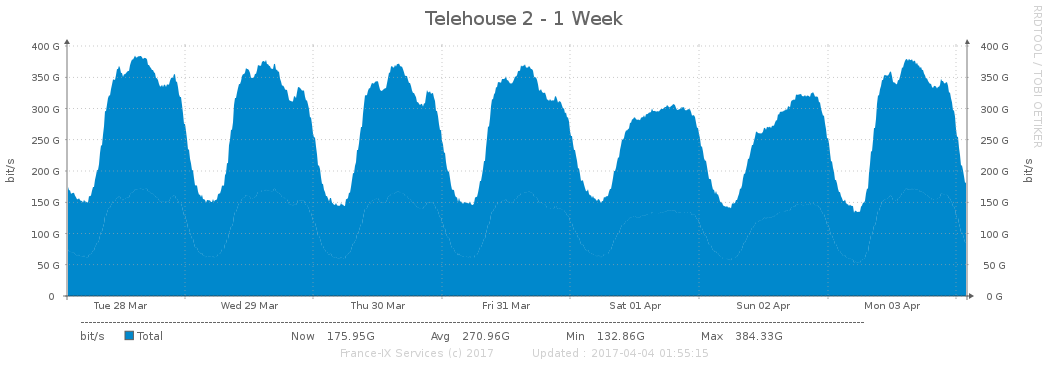 Telehouse 2 - 1 Week
RRDTOOL / TOBI OETIKER
400 G 400 G
350 G 350 G
300 G 300 G
250 G 250 G
200 G 200 G
150 G 150 G
100 G 100 G
50 G 50 G
0 0 G
bit/s bit/s
Tue 28 Mar Wed 29 Mar Thu 30 Mar Fri 31 Mar Sat 01 Apr Sun 02 Apr Mon 03 Apr
bit/s Total Now 175.95G Avg 270.96G Min 132.86G Max 384.33G
France-IX Services (c) 2017 Updated : 2017-04-04 01:55:15